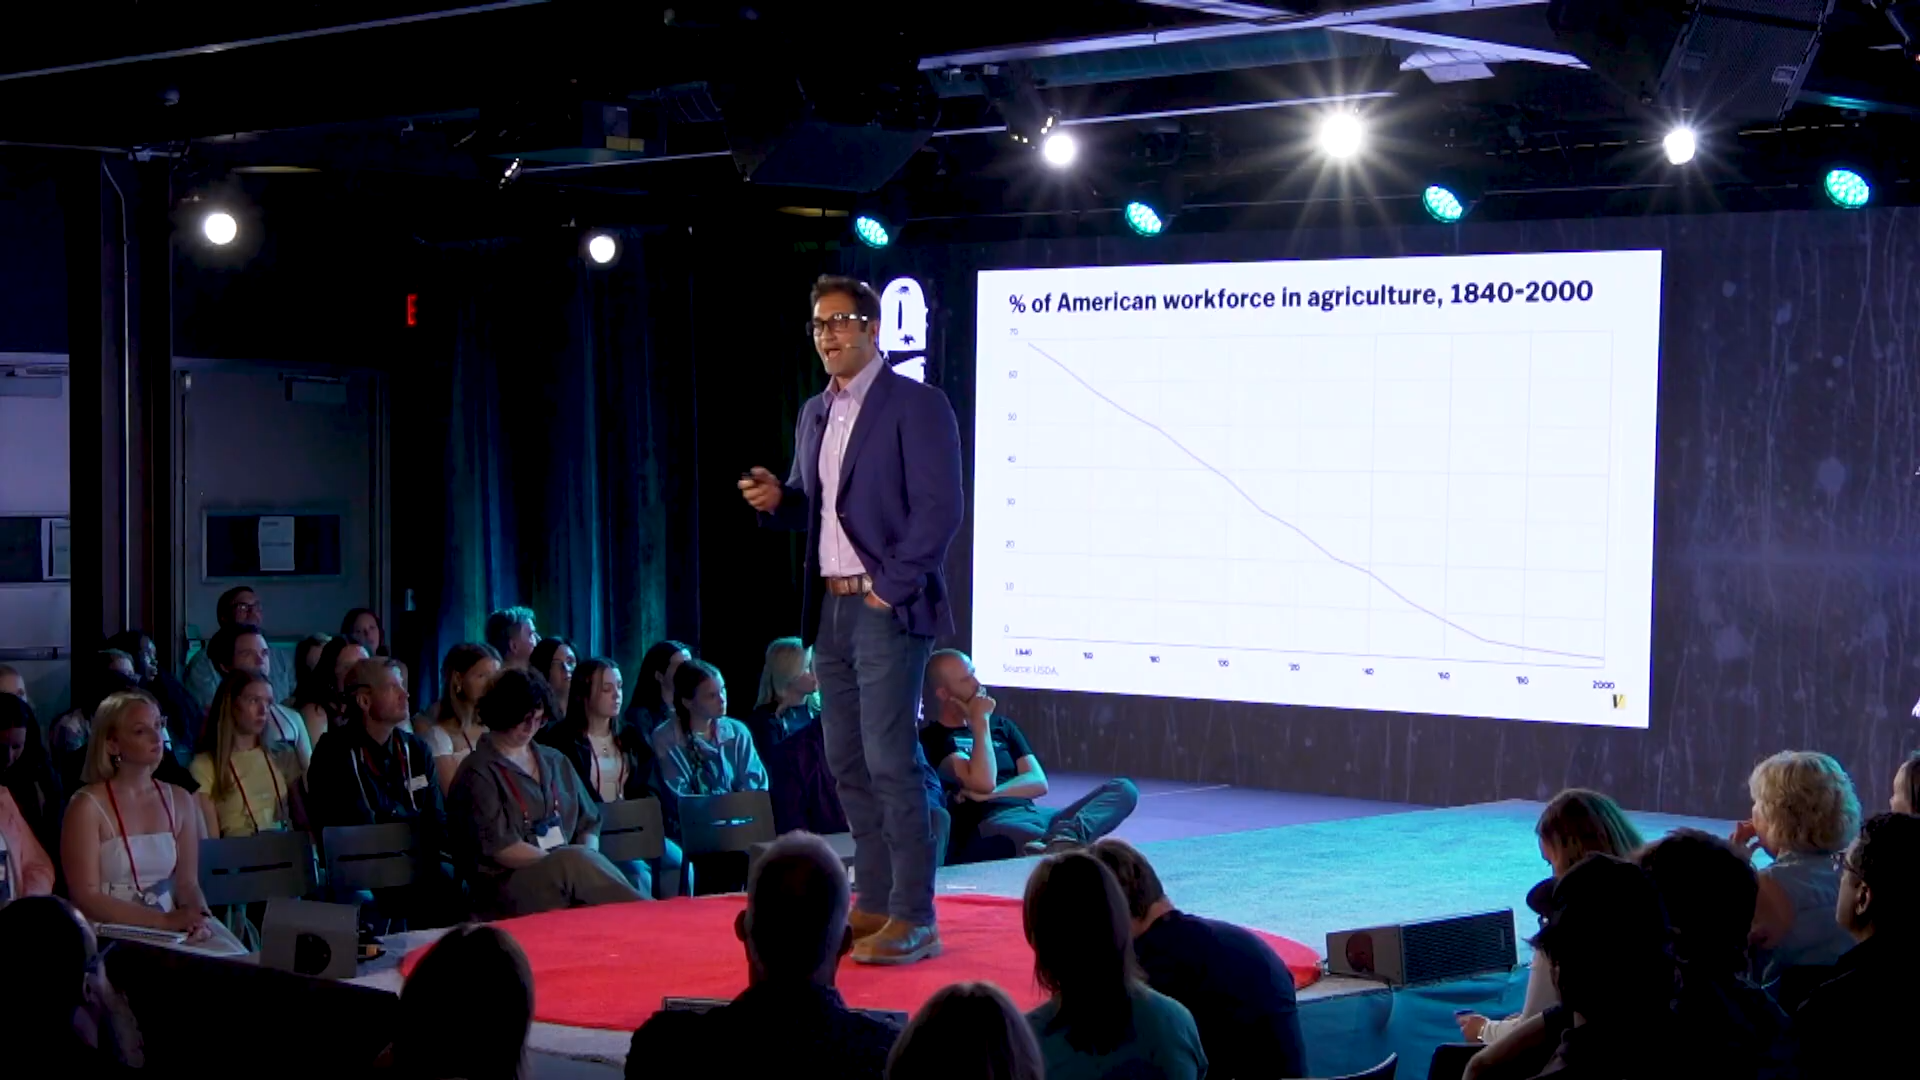 % of American workforce in agriculture, 1840-2000
70
60
50
40
30
20
10
0
1840 '60 '80 '00 '20 '40 '60 '80 2000
Source: USDA.
V
E